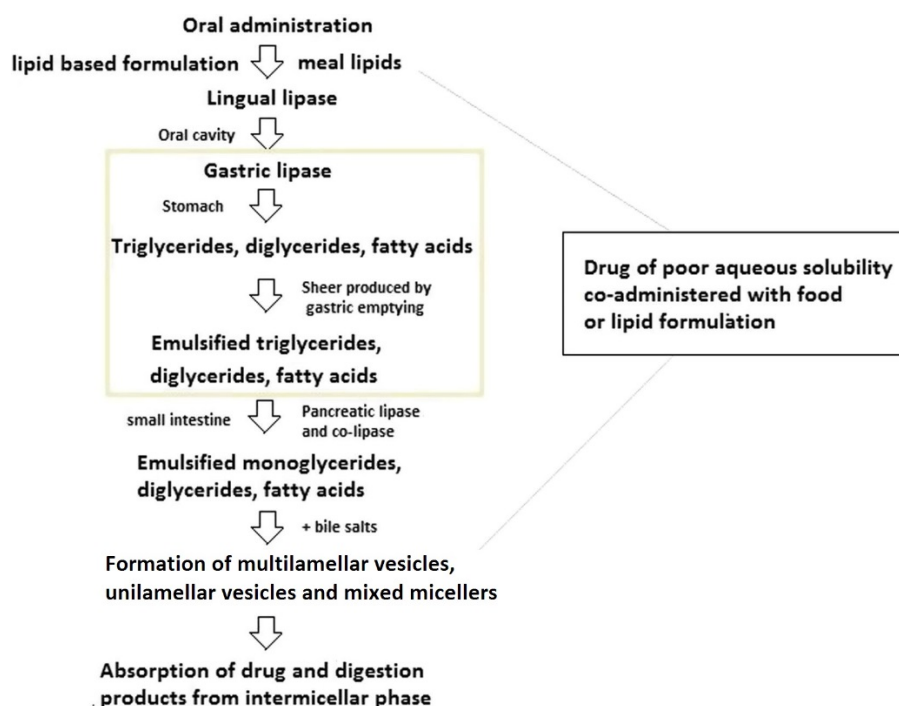 Oral administration
lipid based formulation
meal lipids
Lingual lipase
Oral cavity
Gastric lipase
Stomach
Triglycerides, diglycerides, fatty acids
Sheer produced by
gastric emptying
Emulsified triglycerides,
diglycerides, fatty acids
small intestine
Pancreatic lipase
and co-lipase
Emulsified monoglycerides,
diglycerides, fatty acids
+ bile salts
Formation of multilamellar vesicles,
unilamellar vesicles and mixed micellers
Absorption of drug and digestion
products from intermicellar phase
Drug of poor aqueous solubility
co-administered with food
or lipid formulation